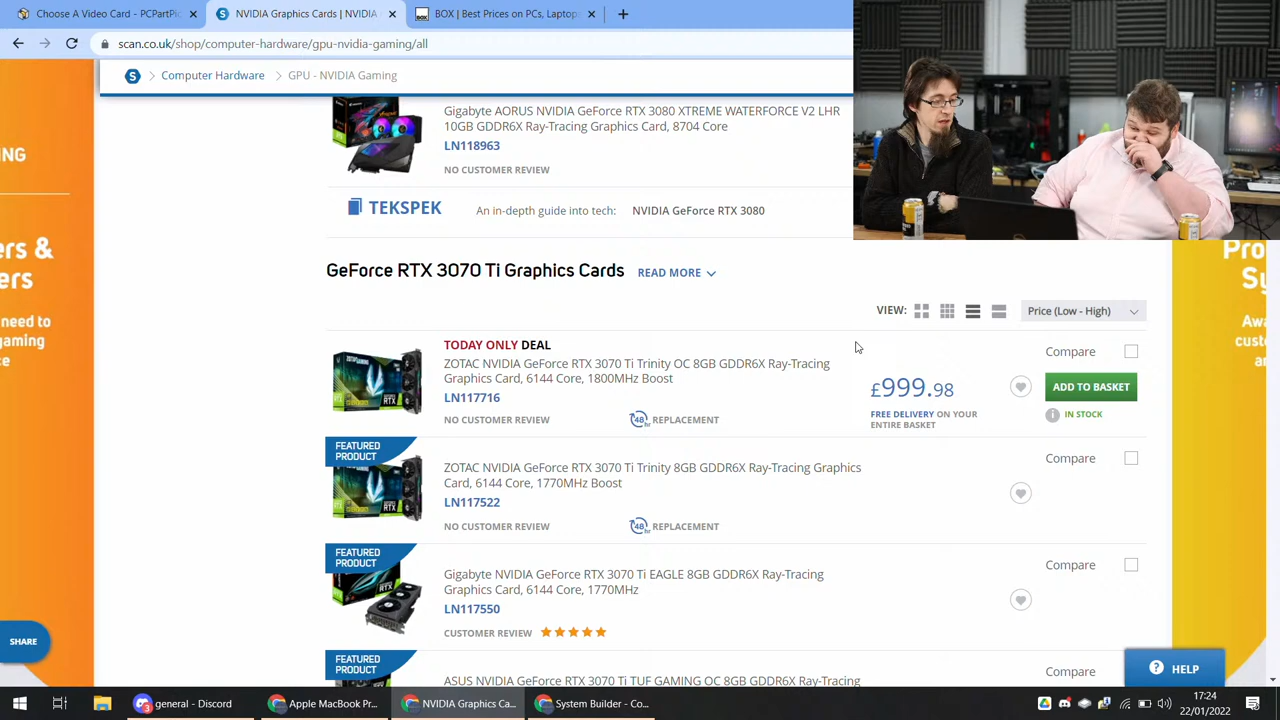 Choose A Video Card - PCPartPic
NVIDIA Graphics Cards | NVIDIA
BOX | Best Prices on PCs, Laptop
scan.co.uk/shop/computer-hardware/gpu-nvidia-gaming/all
S
Computer Hardware
GPU - NVIDIA Gaming
Gigabyte AORUS NVIDIA GeForce RTX 3080 XTREME WATERFORCE V2 LHR
10GB GDDR6X Ray-Tracing Graphics Card, 8704 Core
LN118963
NO CUSTOMER REVIEW
TEKSPEK
An in-depth guide into tech: NVIDIA GeForce RTX 3080
GeForce RTX 3070 Ti Graphics Cards
READ MORE
VIEW:
Price (Low - High)
TODAY ONLY DEAL
ZOTAC NVIDIA GeForce RTX 3070 Ti Trinity OC 8GB GDDR6X Ray-Tracing
Graphics Card, 6144 Core, 1800MHz Boost
LN117716
NO CUSTOMER REVIEW
48hr REPLACEMENT
£999.98
FREE DELIVERY ON YOUR
ENTIRE BASKET
Compare
ADD TO BASKET
IN STOCK
FEATURED
PRODUCT
ZOTAC NVIDIA GeForce RTX 3070 Ti Trinity 8GB GDDR6X Ray-Tracing Graphics
Card, 6144 Core, 1770MHz Boost
LN117522
NO CUSTOMER REVIEW
48hr REPLACEMENT
Compare
FEATURED
PRODUCT
Gigabyte NVIDIA GeForce RTX 3070 Ti EAGLE 8GB GDDR6X Ray-Tracing
Graphics Card, 6144 Core, 1770MHz
LN117550
CUSTOMER REVIEW
Compare
FEATURED
PRODUCT
ASUS NVIDIA GeForce RTX 3070 Ti TUF GAMING OC 8GB GDDR6X Ray-Tracing
Compare
ING
ers &
ers
need to
gaming
ce
SHARE
Pro
Sy
Awa
cust
an
HELP
general - Discord
Apple MacBook Pr...
NVIDIA Graphics Ca...
System Builder - Co...
17:24
22/01/2022